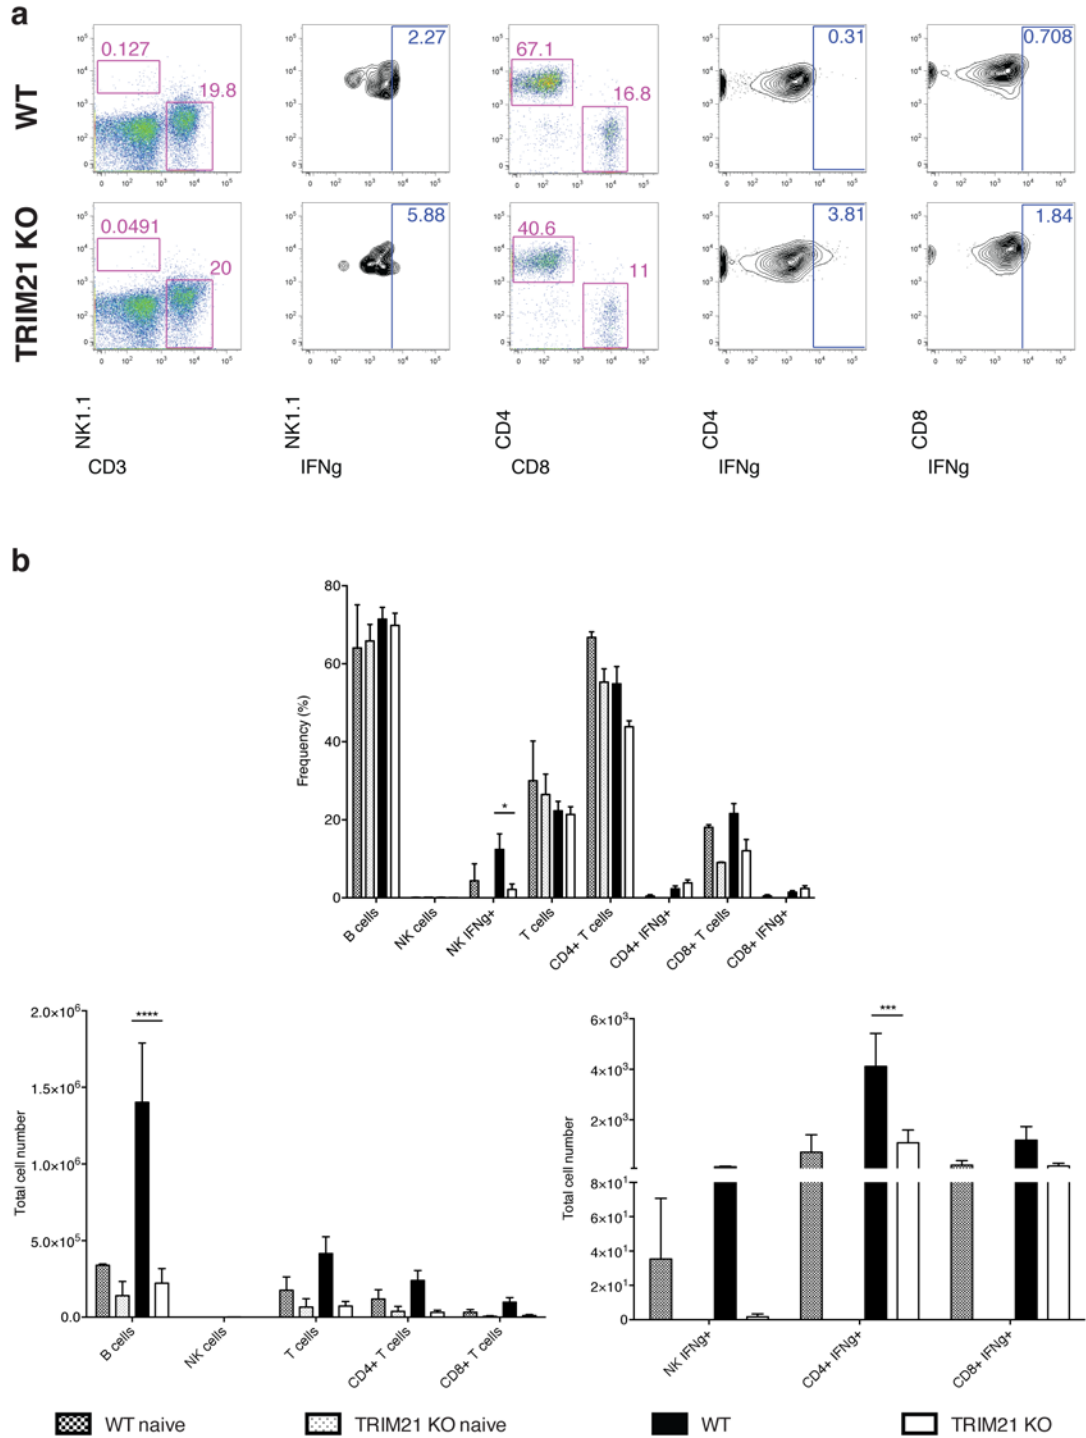 a
WT
0.127
19.8
2.27
67.1
16.8
0.31
0.708
TRIM21 KO
0.0491
20
5.88
40.6
11
3.81
1.84
NK1.1
CD3
NK1.1
IFNg
CD4
CD8
CD4
IFNg
CD8
IFNg
b
Frequency (%)
80
60
40
20
0
*
B cells
NK cells
NK IFNg+
T cells
CD4+ T cells
CD4+ IFNg+
CD8+ T cells
CD8+ IFNg+
Total cell number
2.0×10⁶
1.5×10⁶
1.0×10⁶
5.0×10⁵
0.0
****
B cells
NK cells
T cells
CD4+ T cells
CD8+ T cells
Total cell number
6×10³
4×10³
2×10³
8×10¹
6×10¹
4×10¹
2×10¹
0
***
NK IFNg+
CD4+ IFNg+
CD8+ IFNg+
WT naive
TRIM21 KO naive
WT
TRIM21 KO